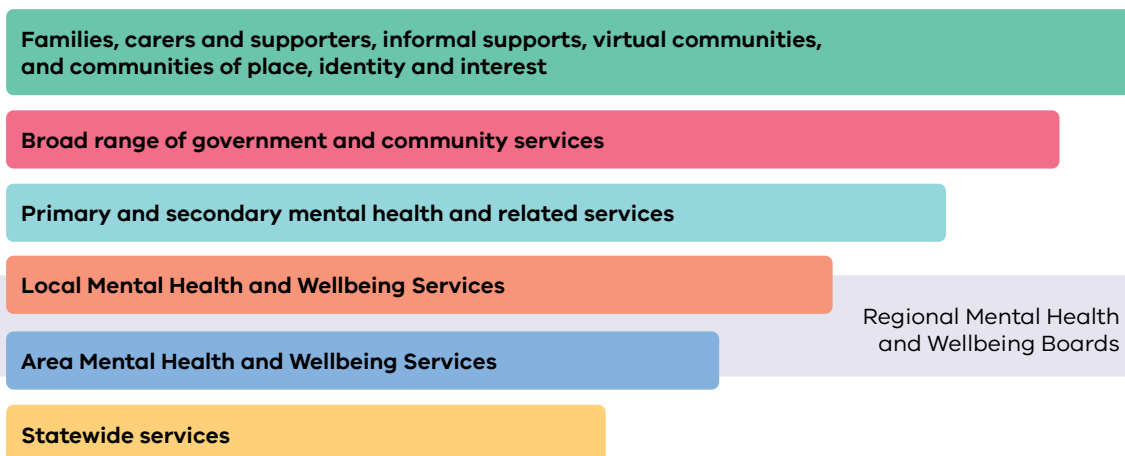 Families, carers and supporters, informal supports, virtual communities,
and communities of place, identity and interest
Broad range of government and community services
Primary and secondary mental health and related services
Local Mental Health and Wellbeing Services
Regional Mental Health
and Wellbeing Boards
Area Mental Health and Wellbeing Services
Statewide services